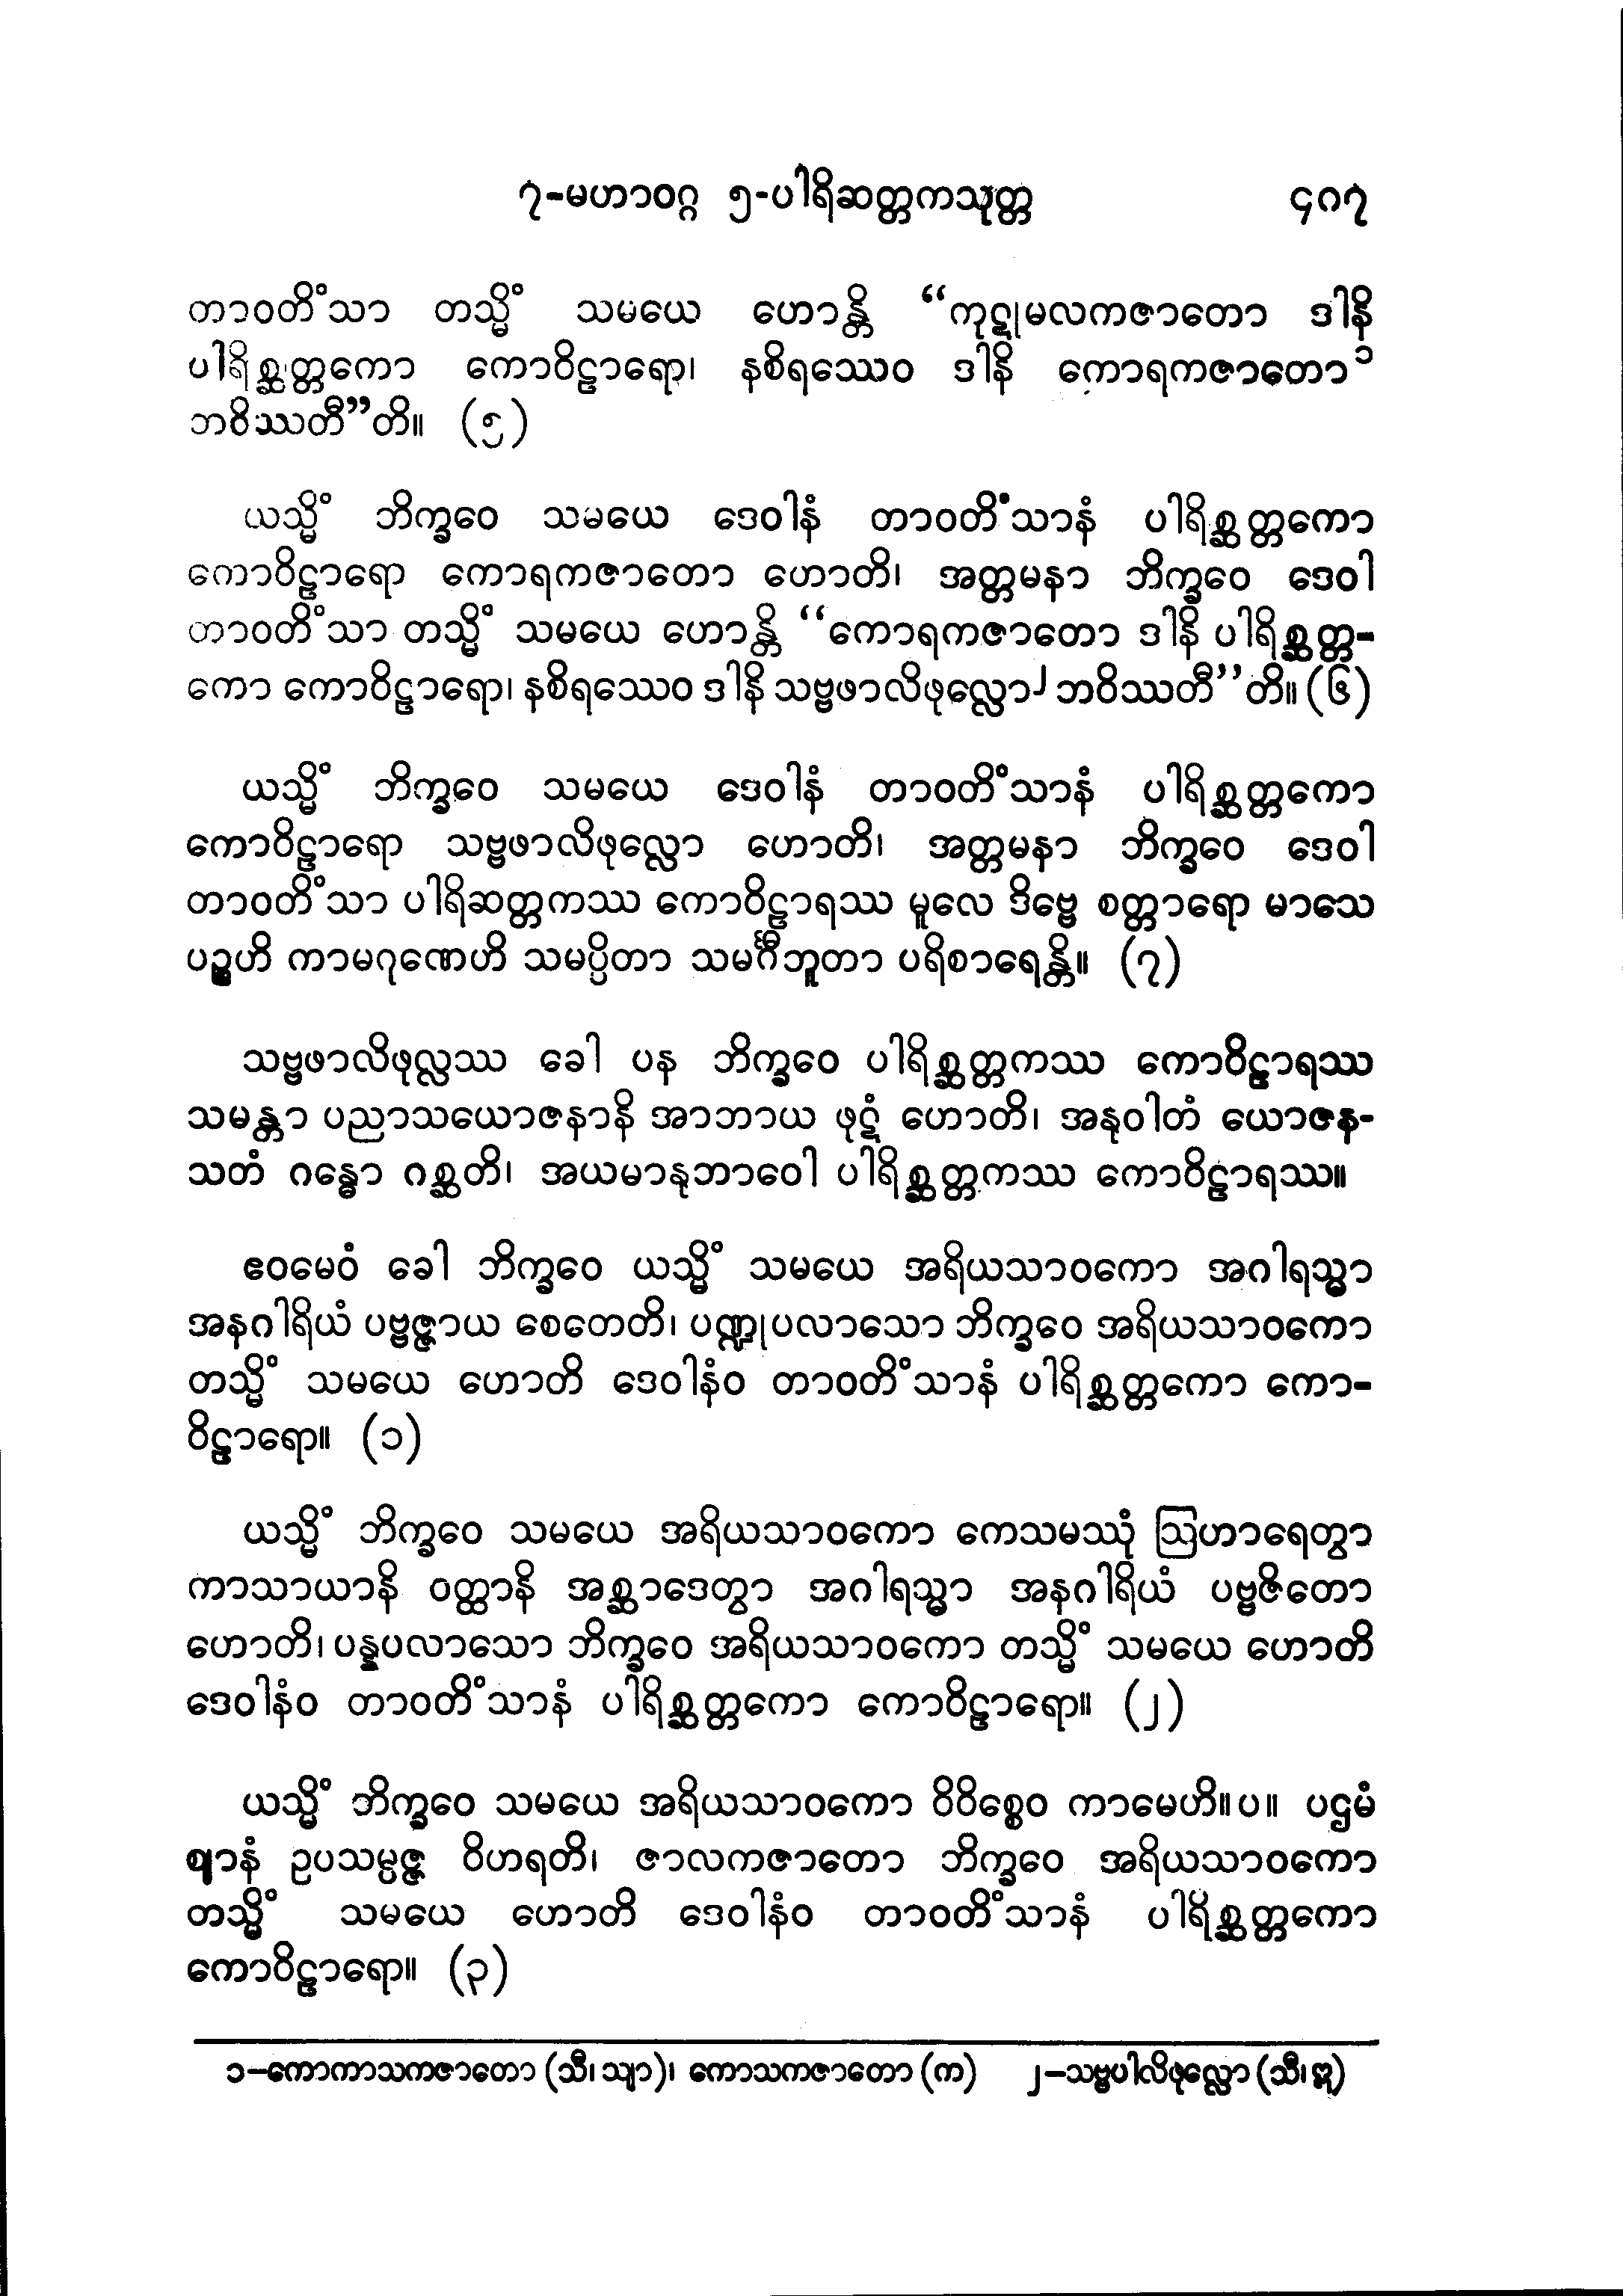 ၇-မဟာဝဂ္ဂ ၅-ပါရိဆတ္တကသုတ္တ ၄၈၇
တာဝတိံသာ တသ္မိံ သမယေ ဟောန္တိ “ကုဋုမလကဇာတော ဒါနိ
ပါရိစ္ဆတ္တကော ကောဝိဠာရော၊ နစိရဿေဝ ဒါနိ ကောရကဇာတော၁
ဘဝိဿတီ”တိ။ (၅)
ယသ္မိံ ဘိက္ခဝေ သမယေ ဒေဝါနံ တာဝတိံသာနံ ပါရိစ္ဆတ္တကော
ကောဝိဠာရော ကောရကဇာတော ဟောတိ၊ အတ္တမနာ ဘိက္ခဝေ ဒေဝါ
တာဝတိံသာ တသ္မိံ သမယေ ဟောန္တိ “ကောရကဇာတော ဒါနိ ပါရိစ္ဆတ္တ-
ကော ကောဝိဠာရော၊ နစိရဿေဝ ဒါနိ သဗ္ဗဖာလိဖုလ္လော၂ ဘဝိဿတီ”တိ။ (၆)
ယသ္မိံ ဘိက္ခဝေ သမယေ ဒေဝါနံ တာဝတိံသာနံ ပါရိစ္ဆတ္တကော
ကောဝိဠာရော သဗ္ဗဖာလိဖုလ္လော ဟောတိ၊ အတ္တမနာ ဘိက္ခဝေ ဒေဝါ
တာဝတိံသာ ပါရိဆတ္တကဿ ကောဝိဠာရဿ မူလေ ဒိဗ္ဗေ စတ္တာရော မာသေ
ပဉ္စဟိ ကာမဂုဏေဟိ သမပ္ပိတာ သမင်္ဂီဘူတာ ပရိစာရေန္တိ။ (၇)
သဗ္ဗဖာလိဖုလ္လဿ ခေါ ပန ဘိက္ခဝေ ပါရိစ္ဆတ္တကဿ ကောဝိဠာရဿ
သမန္တာ ပညာသယောဇနာနိ အာဘာယ ဖုဋံ ဟောတိ၊ အနုဝါတံ ယောဇန-
သတံ ဂန္ဓော ဂစ္ဆတိ၊ အယမာနုဘာဝေါ ပါရိစ္ဆတ္တကဿ ကောဝိဠာရဿ။
ဧဝမေဝံ ခေါ ဘိက္ခဝေ ယသ္မိံ သမယေ အရိယသာဝကော အဂါရသ္မာ
အနဂါရိယံ ပဗ္ဗဇ္ဇာယ စေတေတိ၊ ပဏ္ဍုပလာသော ဘိက္ခဝေ အရိယသာဝကော
တသ္မိံ သမယေ ဟောတိ ဒေဝါနံဝ တာဝတိံသာနံ ပါရိစ္ဆတ္တကော ကော-
ဝိဠာရော။ (၁)
ယသ္မိံ ဘိက္ခဝေ သမယေ အရိယသာဝကော ကေသမဿုံ ဩဟာရေတွာ
ကာသာယာနိ ဝတ္ထာနိ အစ္ဆာဒေတွာ အဂါရသ္မာ အနဂါရိယံ ပဗ္ဗဇိတော
ဟောတိ၊ ပန္နပလာသော ဘိက္ခဝေ အရိယသာဝကော တသ္မိံ သမယေ ဟောတိ
ဒေဝါနံဝ တာဝတိံသာနံ ပါရိစ္ဆတ္တကော ကောဝိဠာရော။ (၂)
ယသ္မိံ ဘိက္ခဝေ သမယေ အရိယသာဝကော ဝိဝိစ္စေဝ ကာမေဟိ။ပ။ ပဌမံ
ဈာနံ ဥပသမ္ပဇ္ဇ ဝိဟရတိ၊ ဇာလကဇာတော ဘိက္ခဝေ အရိယသာဝကော
တသ္မိံ သမယေ ဟောတိ ဒေဝါနံဝ တာဝတိံသာနံ ပါရိစ္ဆတ္တကော
ကောဝိဠာရော။ (၃)
၁-ကောကာသကဇာတော (သီ၊ သျာ)၊ ကောသကဇာတော (က) ၂-သဗ္ဗပါလိဖုလ္လော (သီ၊ ဣ)